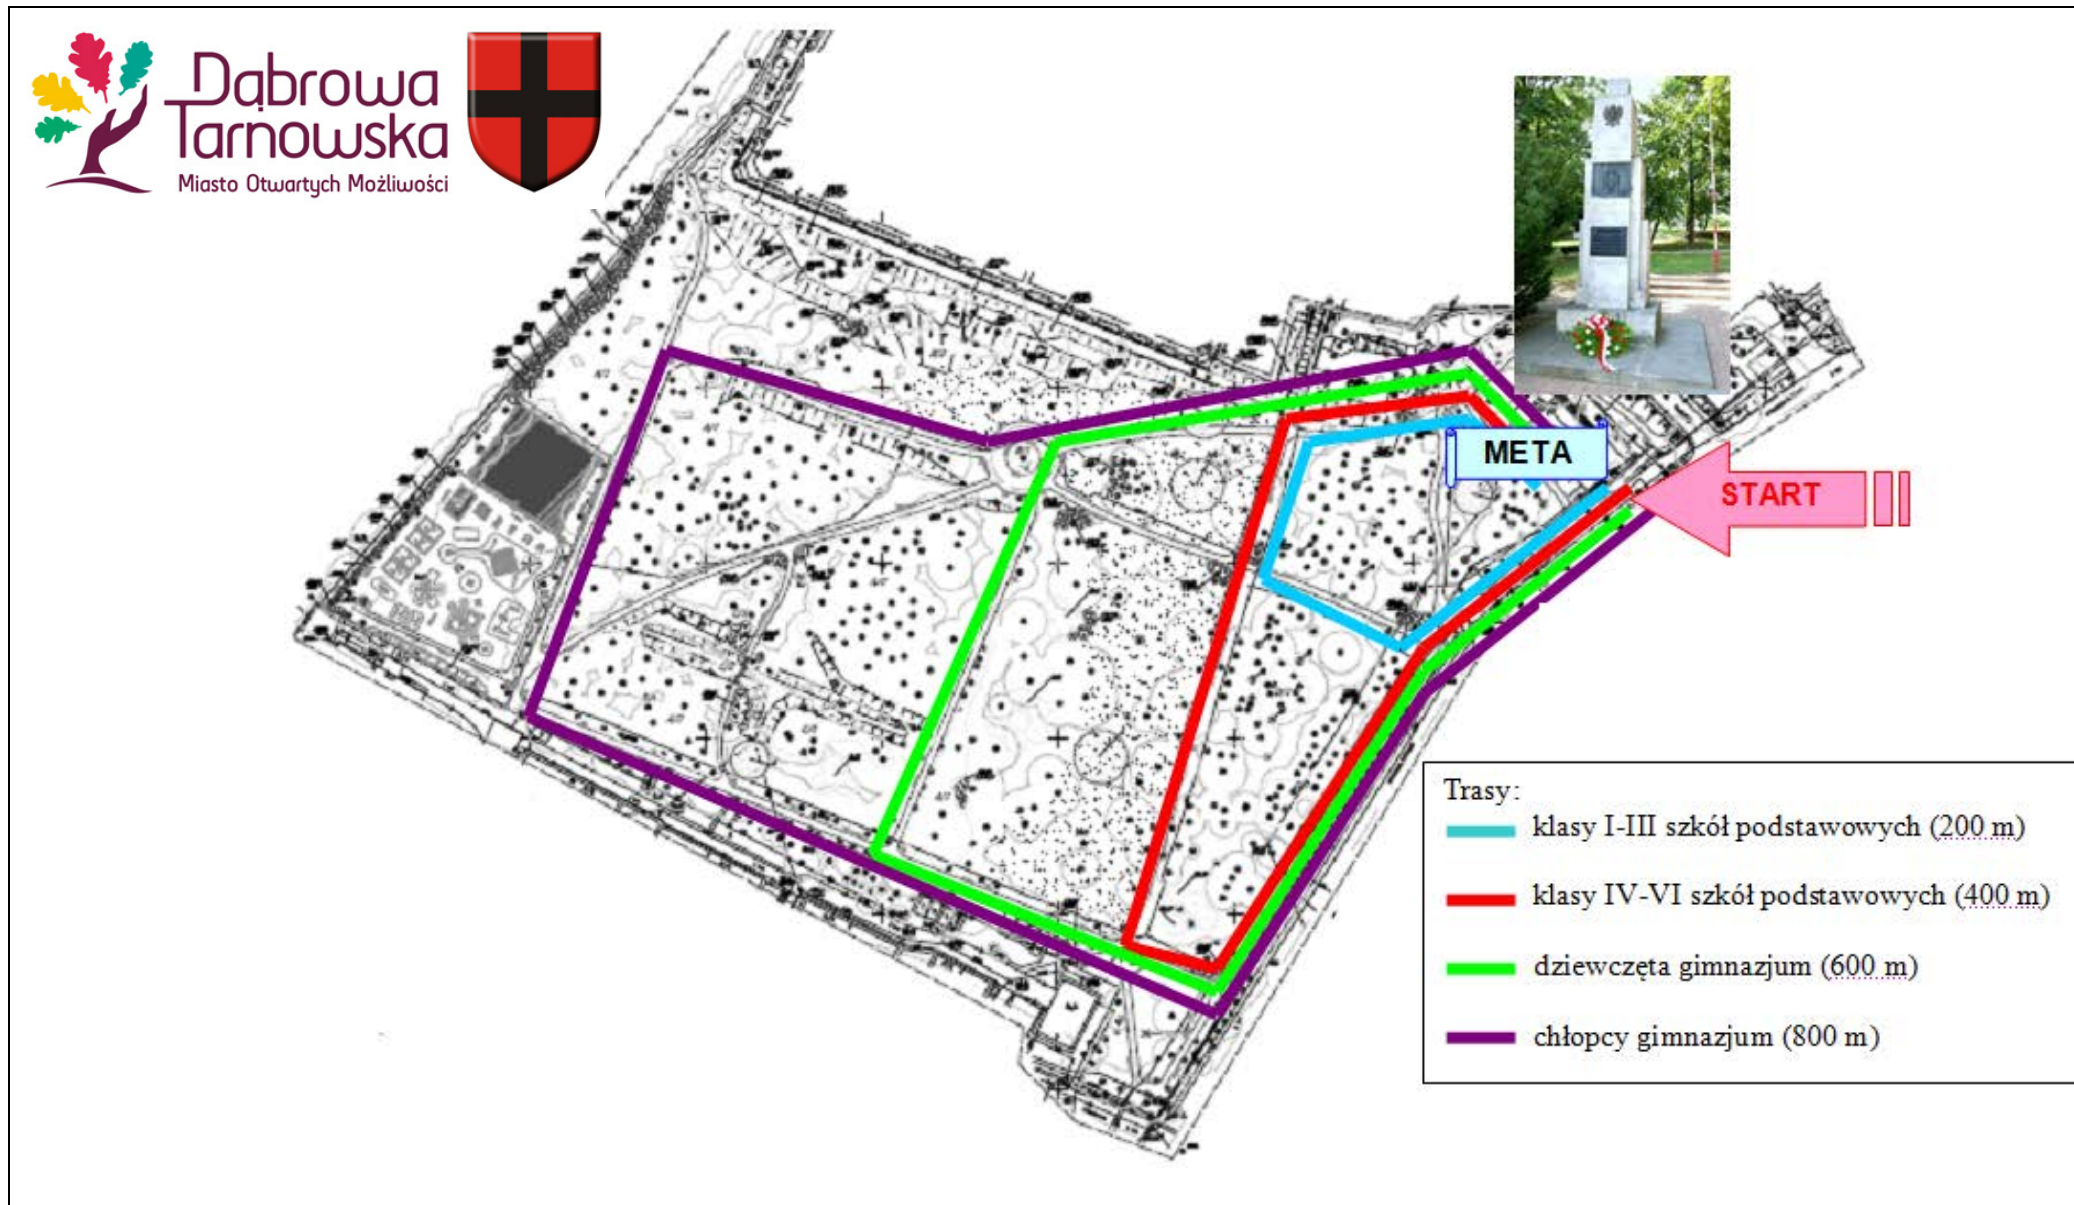 Dąbrowa
Tarnowska
Miasto Otwartych Możliwości
META
START
Trasy:
klasy I-III szkół podstawowych (200 m)
klasy IV-VI szkół podstawowych (400 m)
dziewczęta gimnazjum (600 m)
chłopcy gimnazjum (800 m)